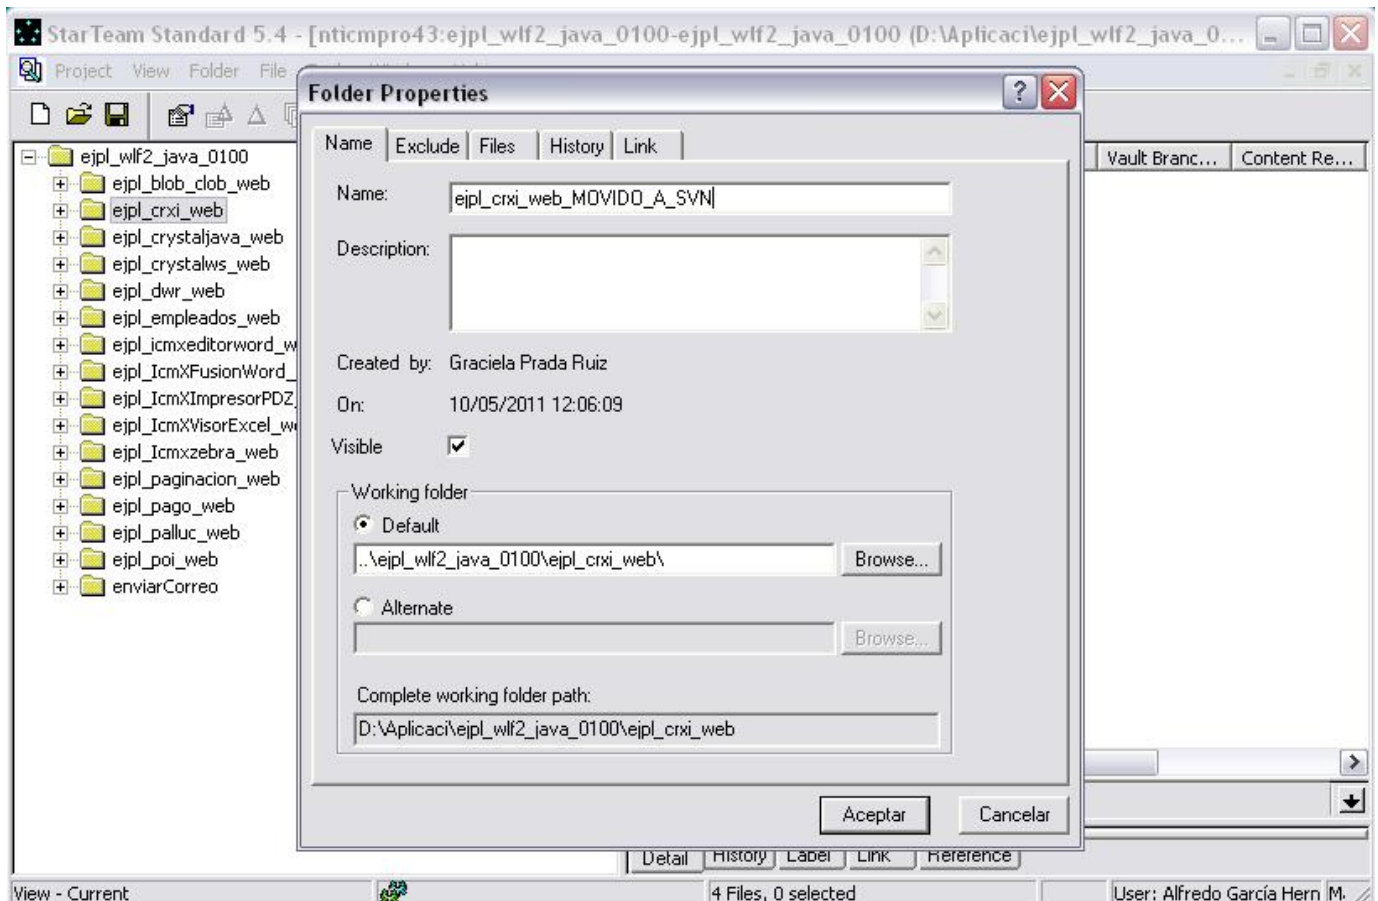 StarTeam Standard 5.4 - [nticmpro43:ejpl_wlf2_java_0100-ejpl_wlf2_java_0100 (D:\Aplicaci\ejpl_wlf2_java_0...
Project View Folder File
Folder Properties
Name Exclude Files History Link
Vault Branc... Content Re...
ejpl_wlf2_java_0100
ejpl_blob_clob_web
ejpl_crxi_web
ejpl_crystaljava_web
ejpl_crystalws_web
ejpl_dwr_web
ejpl_empleados_web
ejpl_icmxeditorword_w
ejpl_IcmXFusionWord_
ejpl_IcmXImpresorPDZ
ejpl_IcmXVisorExcel_w
ejpl_Icmxzebra_web
ejpl_paginacion_web
ejpl_pago_web
ejpl_palluc_web
ejpl_poi_web
enviarCorreo
Name: ejpl_crxi_web_MOVIDO_A_SVN
Description:
Created by: Graciela Prada Ruiz
On: 10/05/2011 12:06:09
Visible
Working folder
Default
..\ejpl_wlf2_java_0100\ejpl_crxi_web\ Browse...
Alternate
Browse...
Complete working folder path:
D:\Aplicaci\ejpl_wlf2_java_0100\ejpl_crxi_web
Aceptar Cancelar
Detail History Label Link Reference
View - Current 4 Files, 0 selected User: Alfredo García Hern M.